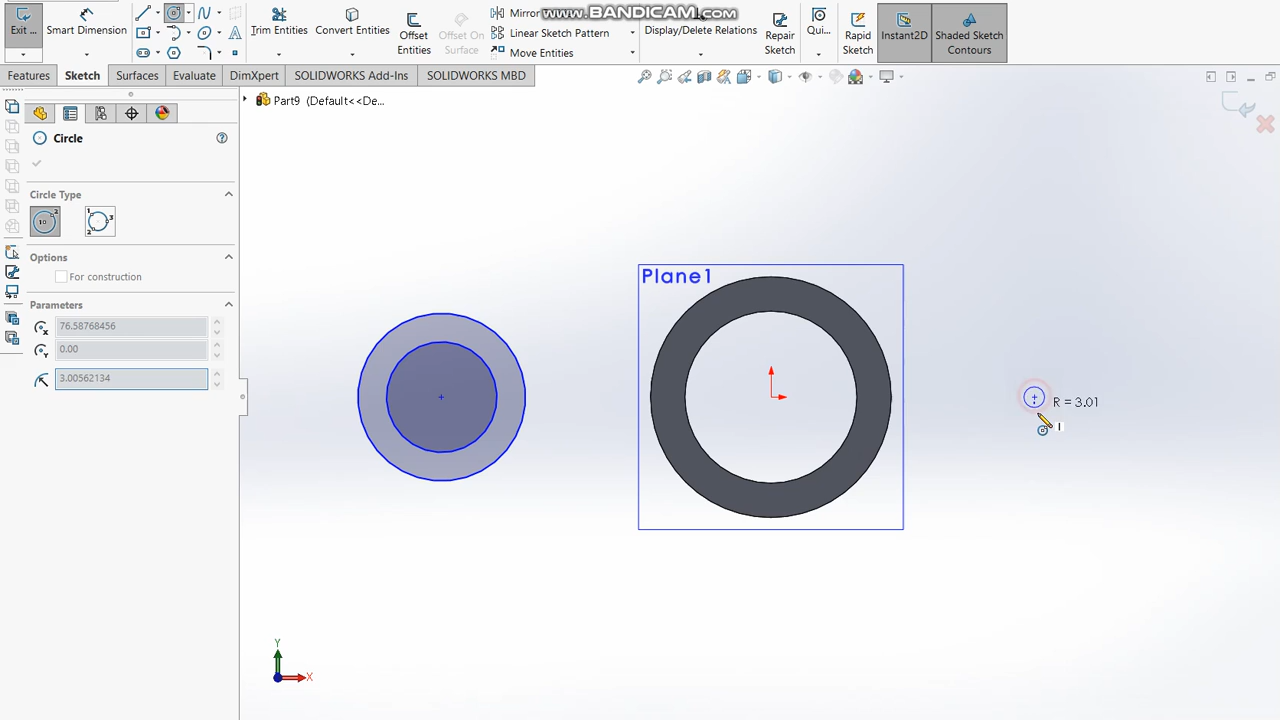 www.BANDICAM.com
Exit ...
Smart Dimension
Trim Entities
Convert Entities
Offset Entities
Offset On Surface
Mirror
Linear Sketch Pattern
Move Entities
Display/Delete Relations
Repair Sketch
Qui...
Rapid Sketch
Instant2D
Shaded Sketch Contours
Features
Sketch
Surfaces
Evaluate
DimXpert
SOLIDWORKS Add-Ins
SOLIDWORKS MBD
Part9 (Default<<De...
Circle
Circle Type
Options
For construction
Parameters
76.58768456
0.00
3.00562134
Plane1
R = 3.01
Y
X